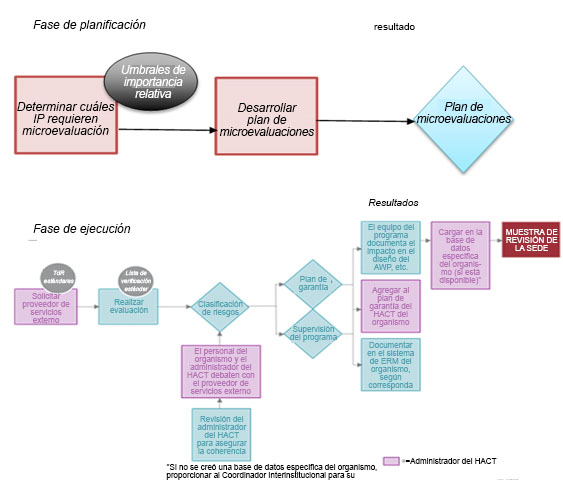 Fase de planificación
resultado
Umbrales de
importancia
relativa
Determinar cuáles
IP requieren
microevaluación
Desarrollar
plan de
microevaluaciones
Plan de
microevaluaciones
Resultados
Fase de ejecución
TdR
estándares
Solicitar
proveedor de
servicios
externo
Lista de
verificación
estándar
Realizar
evaluación
Clasificación
de riesgos
Plan de
garantía
Supervisión
del programa
El equipo del
programa
documenta el
impacto en el
diseño del
AWP, etc.
Cargar en la
base de
datos
específica
del organis-
mo (si está
disponible)*
MUESTRA DE
REVISIÓN DE
LA SEDE
Agregar al
plan de
garantía del
HACT del
organismo
Documentar
en el sistema
de ERM del
organismo,
según
corresponda
El personal del
organismo y el
administrador del
HACT debaten con
el proveedor de
servicios externo
Revisión del
administrador
del HACT
para asegurar
la coherencia
=Administrador del HACT
*Si no se creó una base de datos específica del organismo,
proporcionar al Coordinador Interinstitucional para su